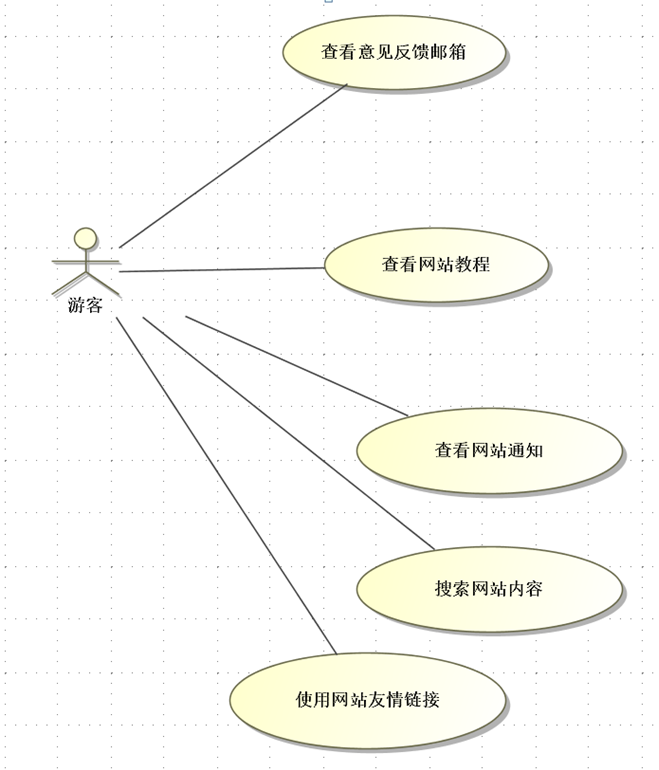 查看意见反馈邮箱
查看网站教程
游客
查看网站通知
搜索网站内容
使用网站友情链接